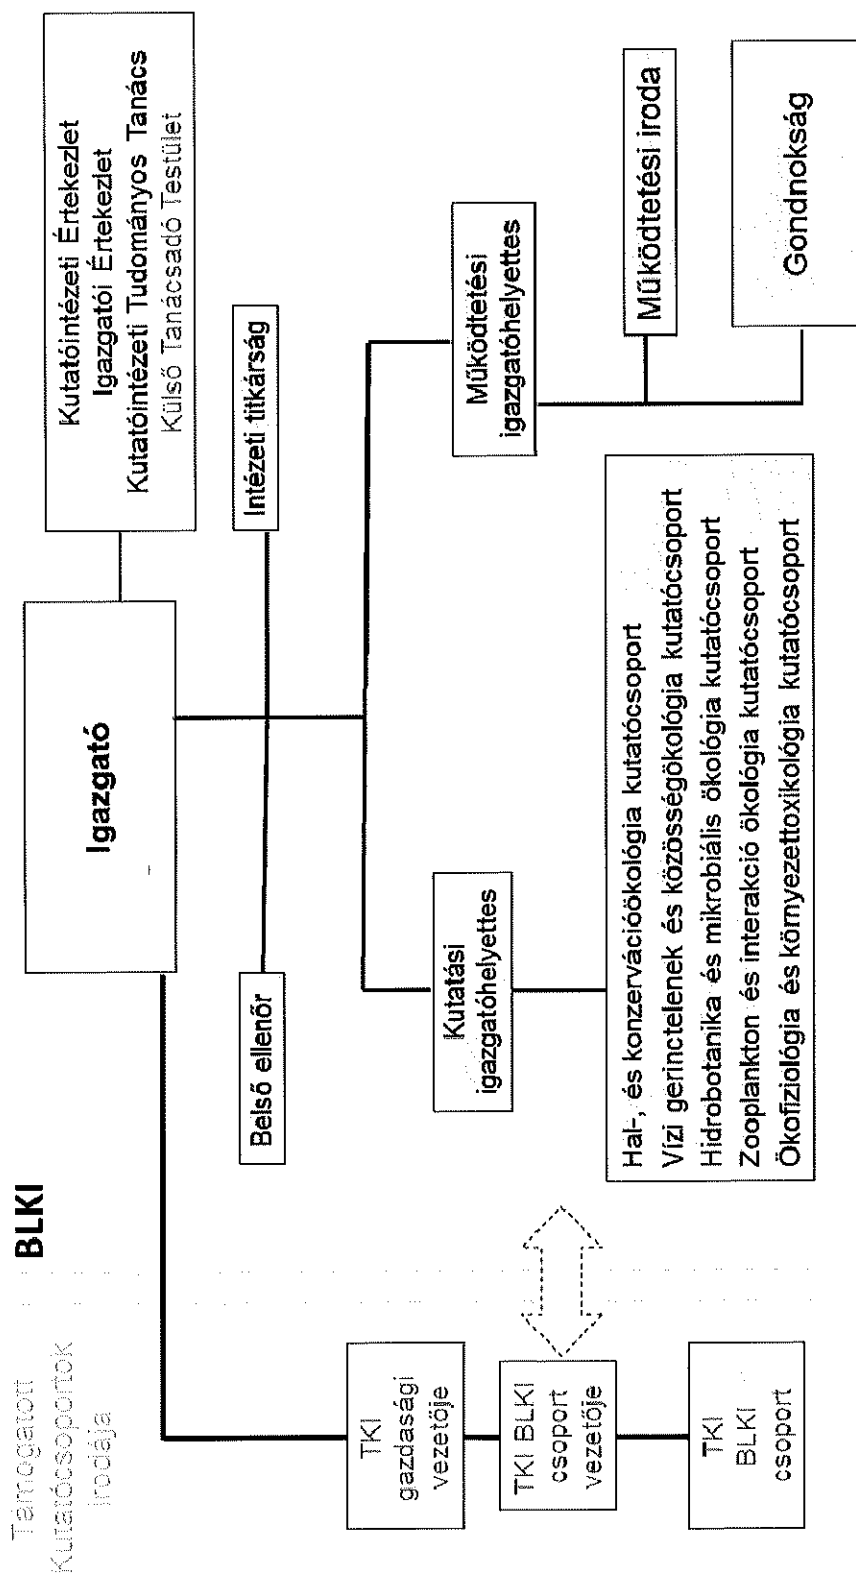 Támogatott
Kutatócsoportok
Irodája
BLKI
Igazgató
Kutatóintézeti Értekezlet
Igazgatói Értekezlet
Kutatóintézeti Tudományos Tanács
Külső Tanácsadó Testület
Belső ellenőr
Intézeti titkárság
TKI
gazdasági
vezetője
Kutatási
igazgatóhelyettes
Működtetési
igazgatóhelyettes
TKI BLKI
csoport
vezetője
Hal-, és konzervációökológia kutatócsoport
Vízi gerinctelenek és közösségökológia kutatócsoport
Hidrobotanika és mikrobiális ökológia kutatócsoport
Zooplankton és interakció ökológia kutatócsoport
Ökofiziológia és környezettoxikológia kutatócsoport
Működtetési iroda
TKI
BLKI
csoport
Gondnokság